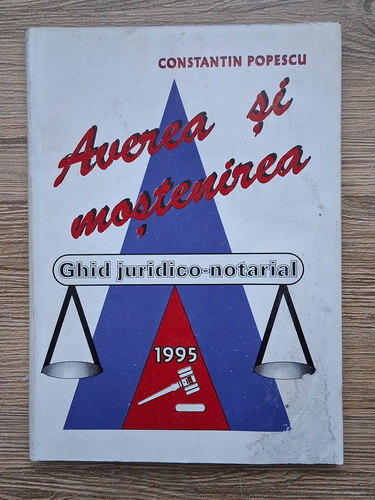 CONSTANTIN POPESCU
Averea și
moștenirea
Ghid juridico-notarial
1995